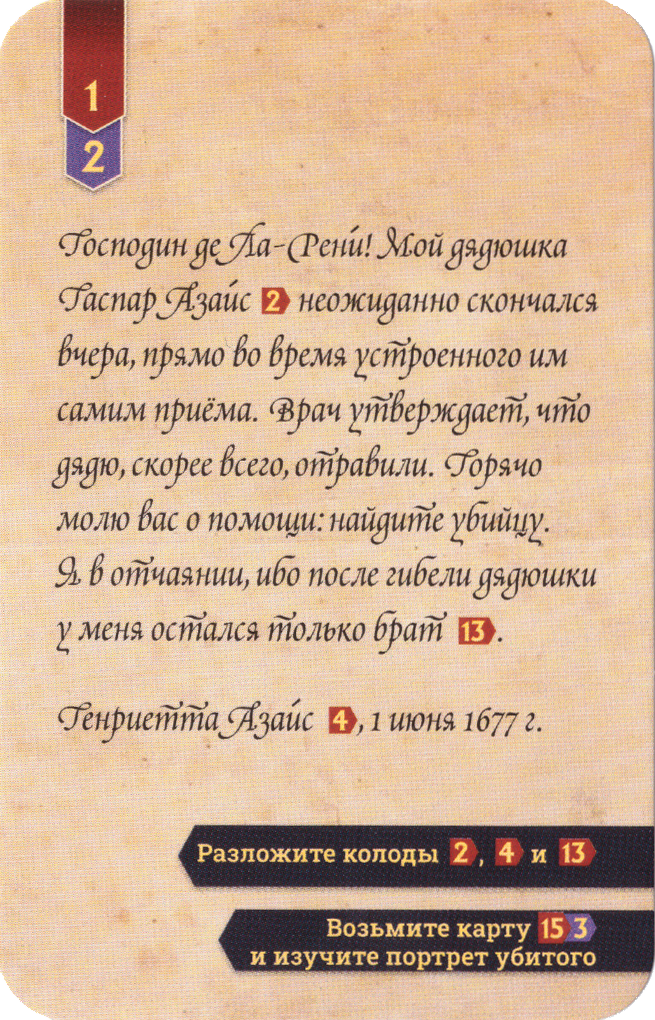 1
2
Господин де Ла-Рени́! Мой дядюшка
Гаспар Азаи́с 2 неожиданно скончался
вчера, прямо во время устроенного им
самим приёма. Врач утверждает, что
дядю, скорее всего, отравили. Горячо
молю вас о помощи: найдите убийцу.
Я в отчаянии, ибо после гибели дядюшки
у меня остался только брат 13.
Генриетта Азаи́с 4, 1 июня 1677 г.
Разложите колоды 2, 4 и 13
Возьмите карту 15 3
и изучите портрет убитого